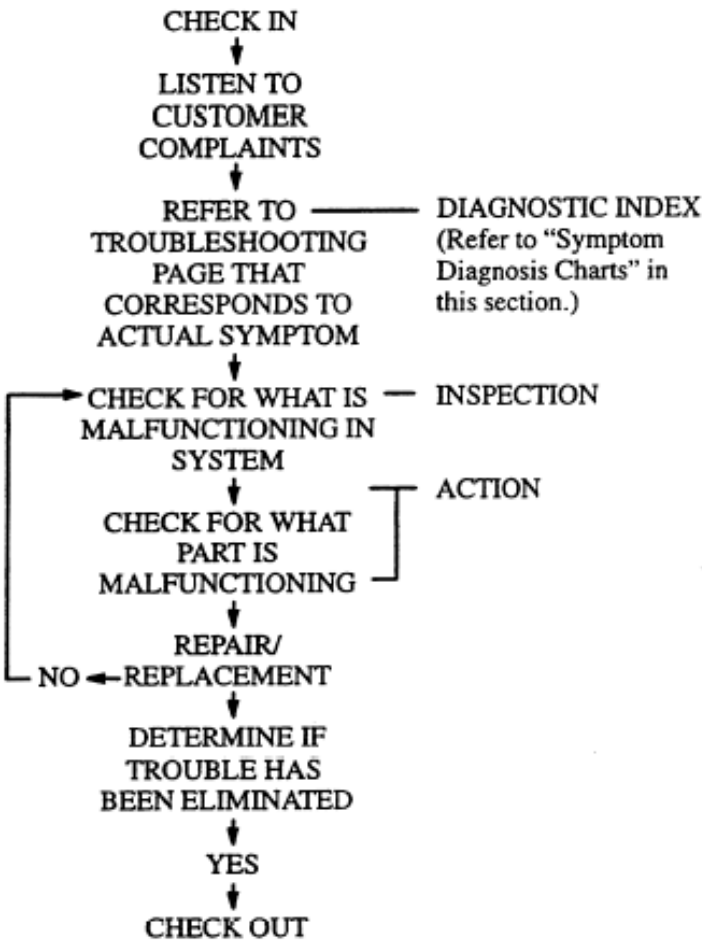 CHECK IN
LISTEN TO
CUSTOMER
COMPLAINTS
REFER TO
TROUBLESHOOTING
PAGE THAT
CORRESPONDS TO
ACTUAL SYMPTOM
DIAGNOSTIC INDEX
(Refer to “Symptom
Diagnosis Charts” in
this section.)
CHECK FOR WHAT IS
MALFUNCTIONING IN
SYSTEM
INSPECTION
ACTION
CHECK FOR WHAT
PART IS
MALFUNCTIONING
REPAIR/
REPLACEMENT
NO
DETERMINE IF
TROUBLE HAS
BEEN ELIMINATED
YES
CHECK OUT